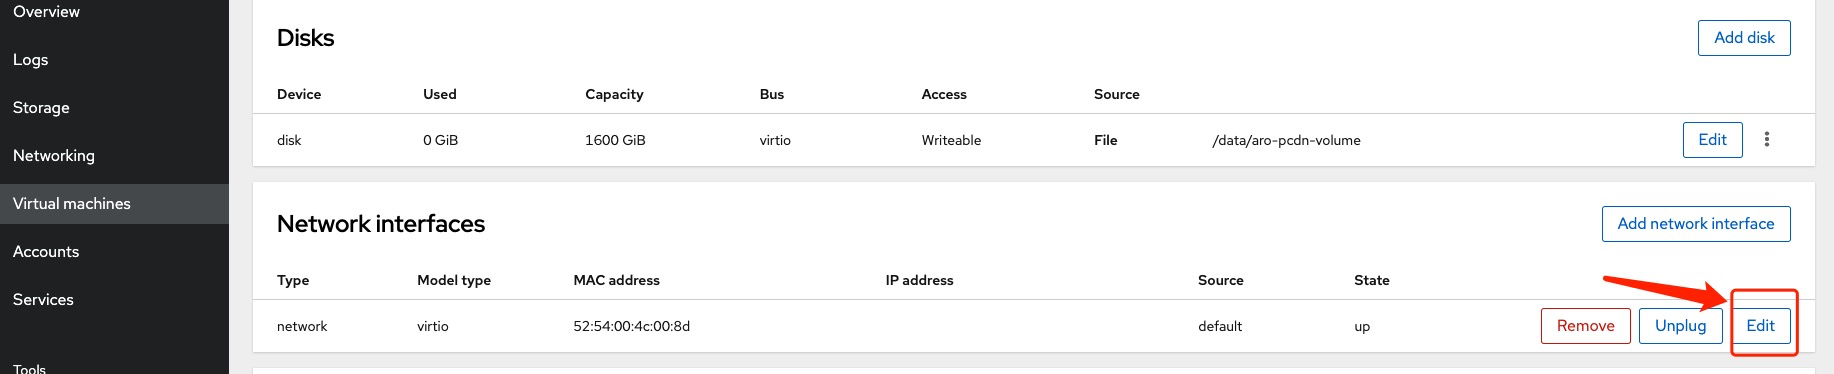 Overview
Logs
Storage
Networking
Virtual machines
Accounts
Services
Tools
Disks
Add disk
Device Used Capacity Bus Access Source
disk 0 GiB 1600 GiB virtio Writeable File /data/aro-pcdn-volume Edit
Network interfaces
Add network interface
Type Model type MAC address IP address Source State
network virtio 52:54:00:4c:00:8d default up Remove Unplug Edit